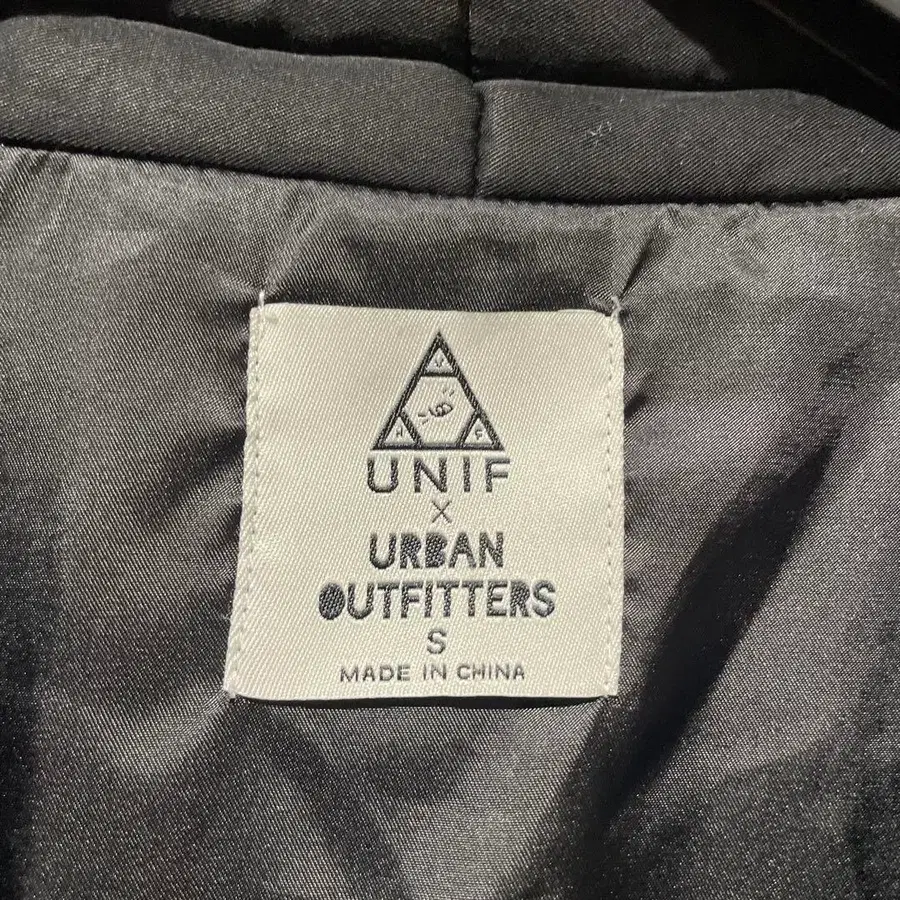 UNIF
X
URBAN
OUTFITTERS
S
MADE IN CHINA